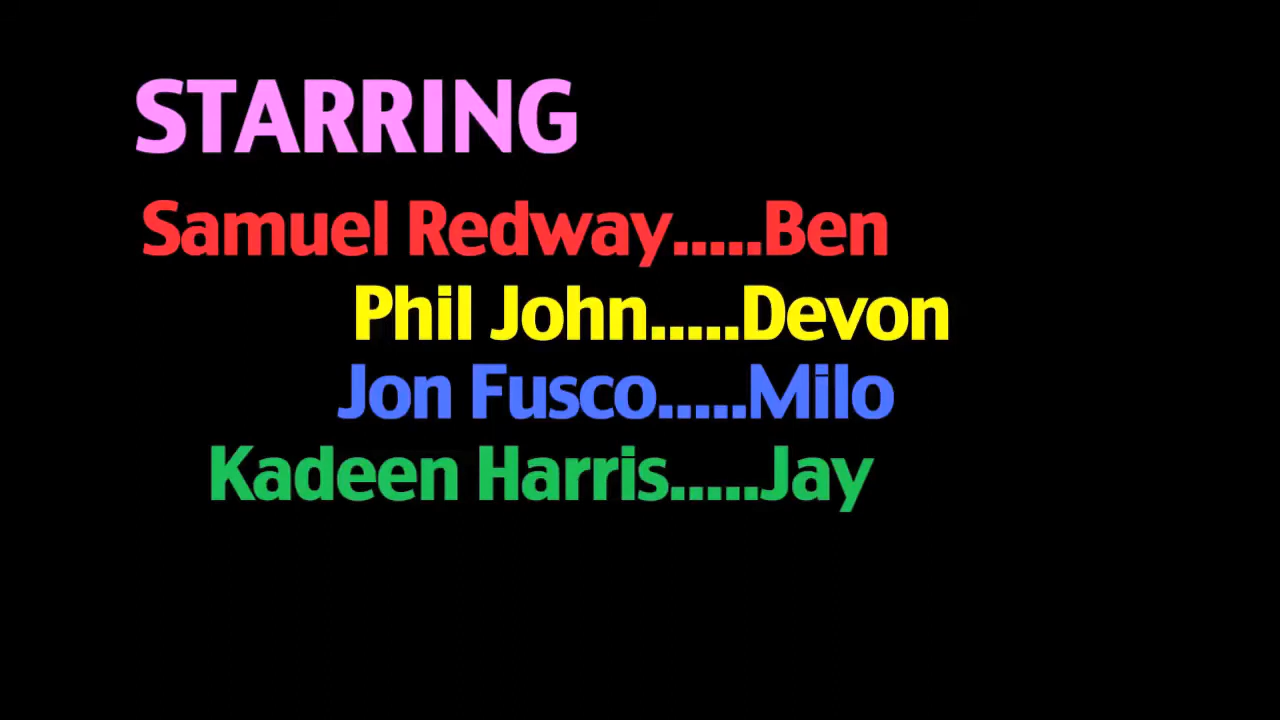 STARRING
Samuel Redway.....Ben
Phil John.....Devon
Jon Fusco.....Milo
Kadeen Harris.....Jay